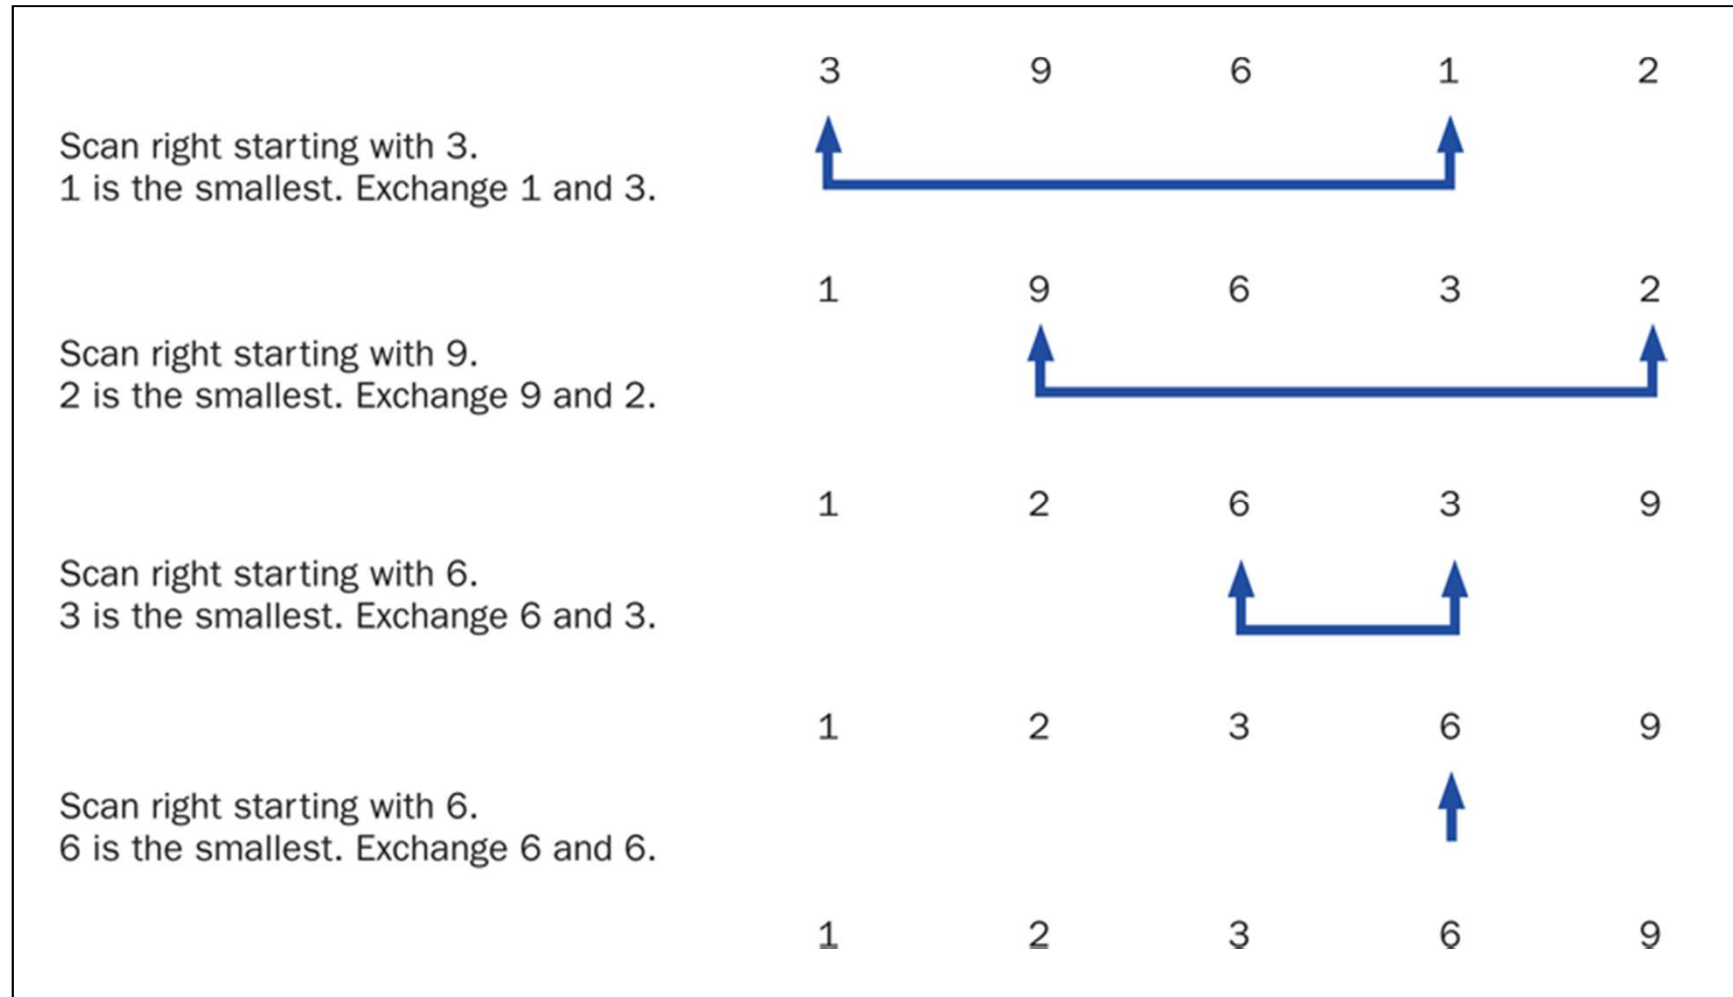 3 9 6 1 2
Scan right starting with 3.
1 is the smallest. Exchange 1 and 3.
1 9 6 3 2
Scan right starting with 9.
2 is the smallest. Exchange 9 and 2.
1 2 6 3 9
Scan right starting with 6.
3 is the smallest. Exchange 6 and 3.
1 2 3 6 9
Scan right starting with 6.
6 is the smallest. Exchange 6 and 6.
1 2 3 6 9